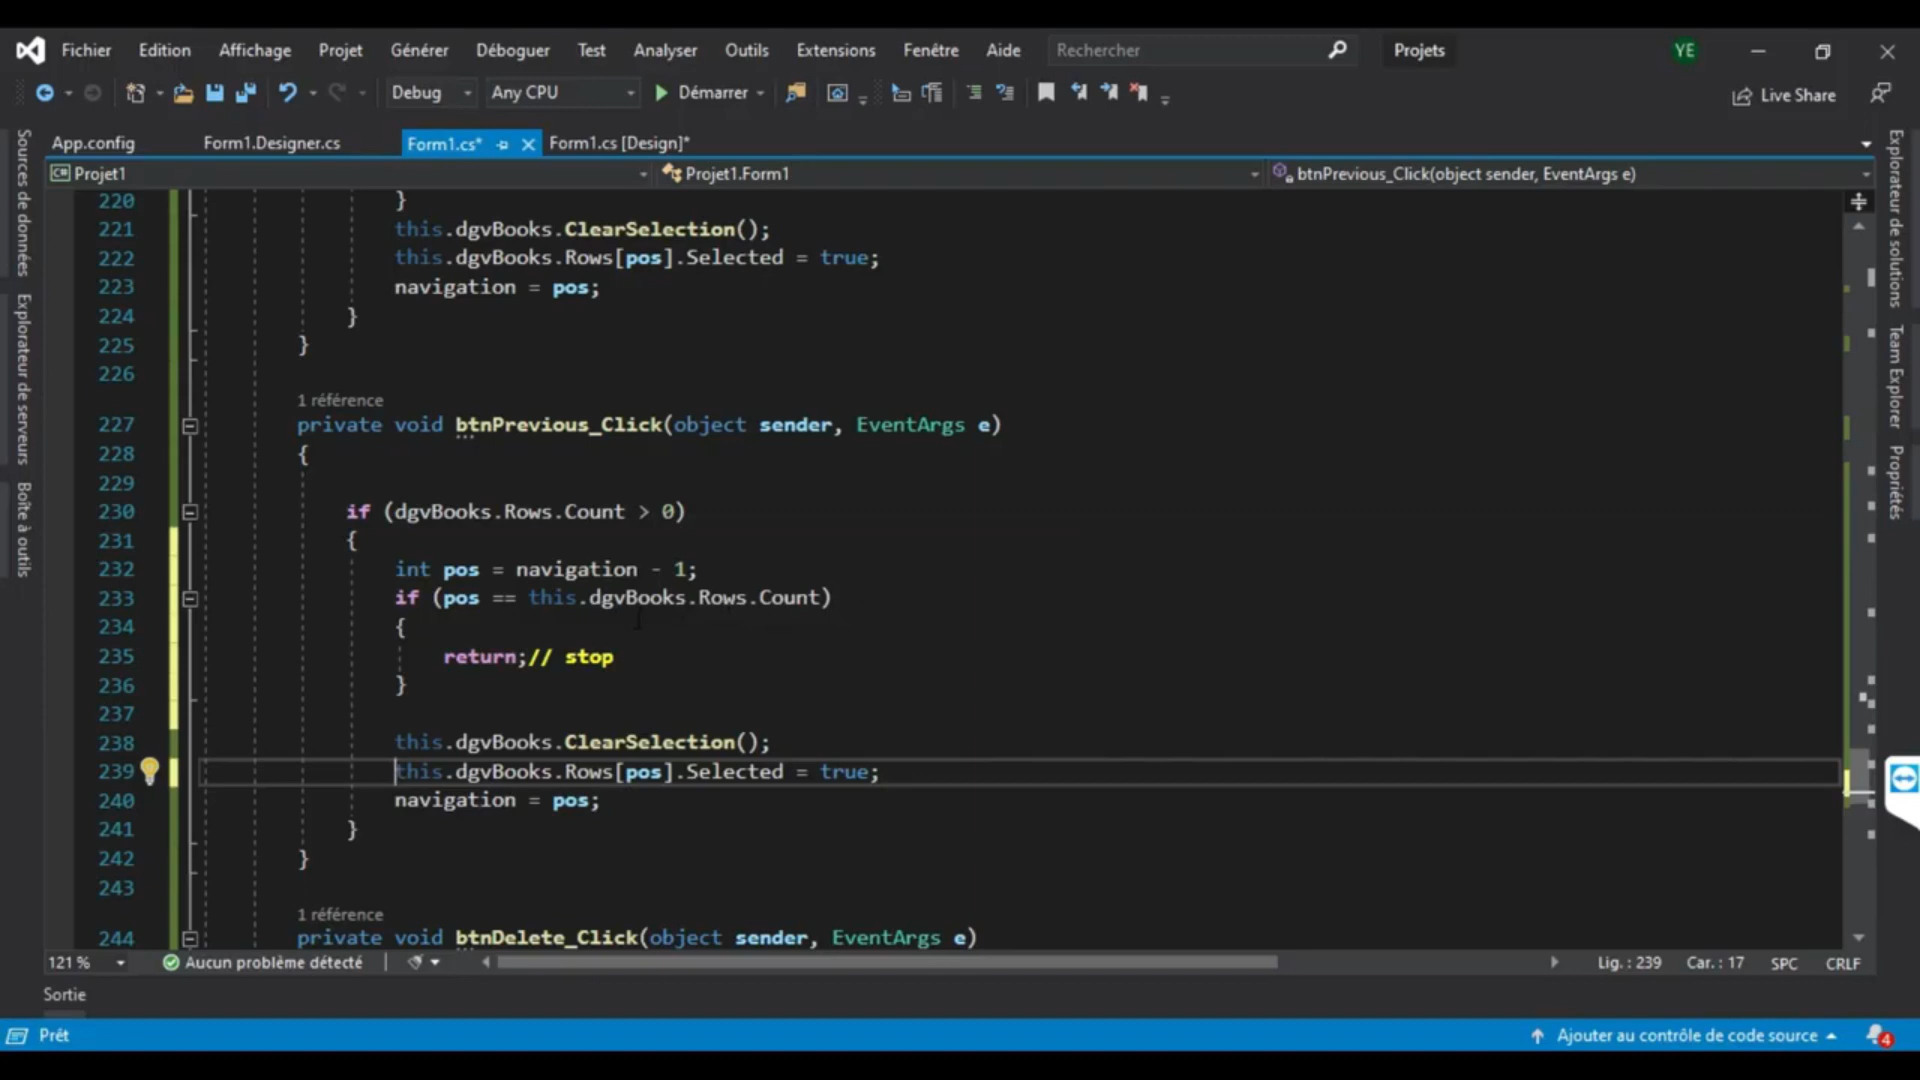 Fichier Edition Affichage Projet Générer Déboguer Test Analyser Outils Extensions Fenêtre Aide Rechercher Projets YE
Debug Any CPU Démarrer Live Share
App.config Form1.Designer.cs Form1.cs* Form1.cs [Design]*
C# Projet1 Projet1.Form1 btnPrevious_Click(object sender, EventArgs e)
Sources de données
Explorateur de serveurs
Boîte à outils
220 }
221 this.dgvBooks.ClearSelection();
222 this.dgvBooks.Rows[pos].Selected = true;
223 navigation = pos;
224 }
225 }
226
1 référence
227 private void btnPrevious_Click(object sender, EventArgs e)
228 {
229
230 if (dgvBooks.Rows.Count > 0)
231 {
232 int pos = navigation - 1;
233 if (pos == this.dgvBooks.Rows.Count)
234 {
235 return;// stop
236 }
237
238 this.dgvBooks.ClearSelection();
239 this.dgvBooks.Rows[pos].Selected = true;
240 navigation = pos;
241 }
242 }
243
1 référence
244 private void btnDelete_Click(object sender, EventArgs e)
Explorateur de solutions
Team Explorer
Propriétés
121 % Aucun problème détecté Lig. : 239 Car. : 17 SPC CRLF
Sortie
Prêt Ajouter au contrôle de code source 4